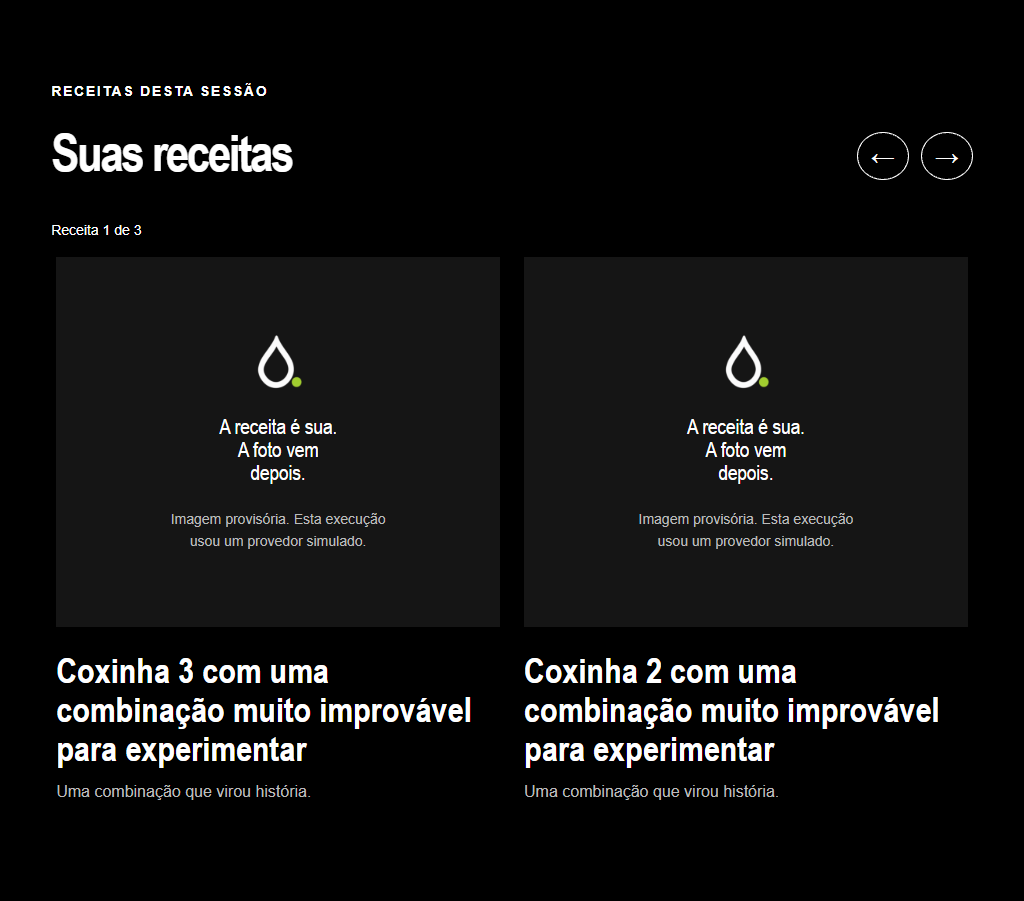 RECEITAS DESTA SESSÃO
Suas receitas
← →
Receita 1 de 3
A receita é sua.
A foto vem
depois.
Imagem provisória. Esta execução
usou um provedor simulado.
Coxinha 3 com uma
combinação muito improvável
para experimentar
Uma combinação que virou história.
A receita é sua.
A foto vem
depois.
Imagem provisória. Esta execução
usou um provedor simulado.
Coxinha 2 com uma
combinação muito improvável
para experimentar
Uma combinação que virou história.